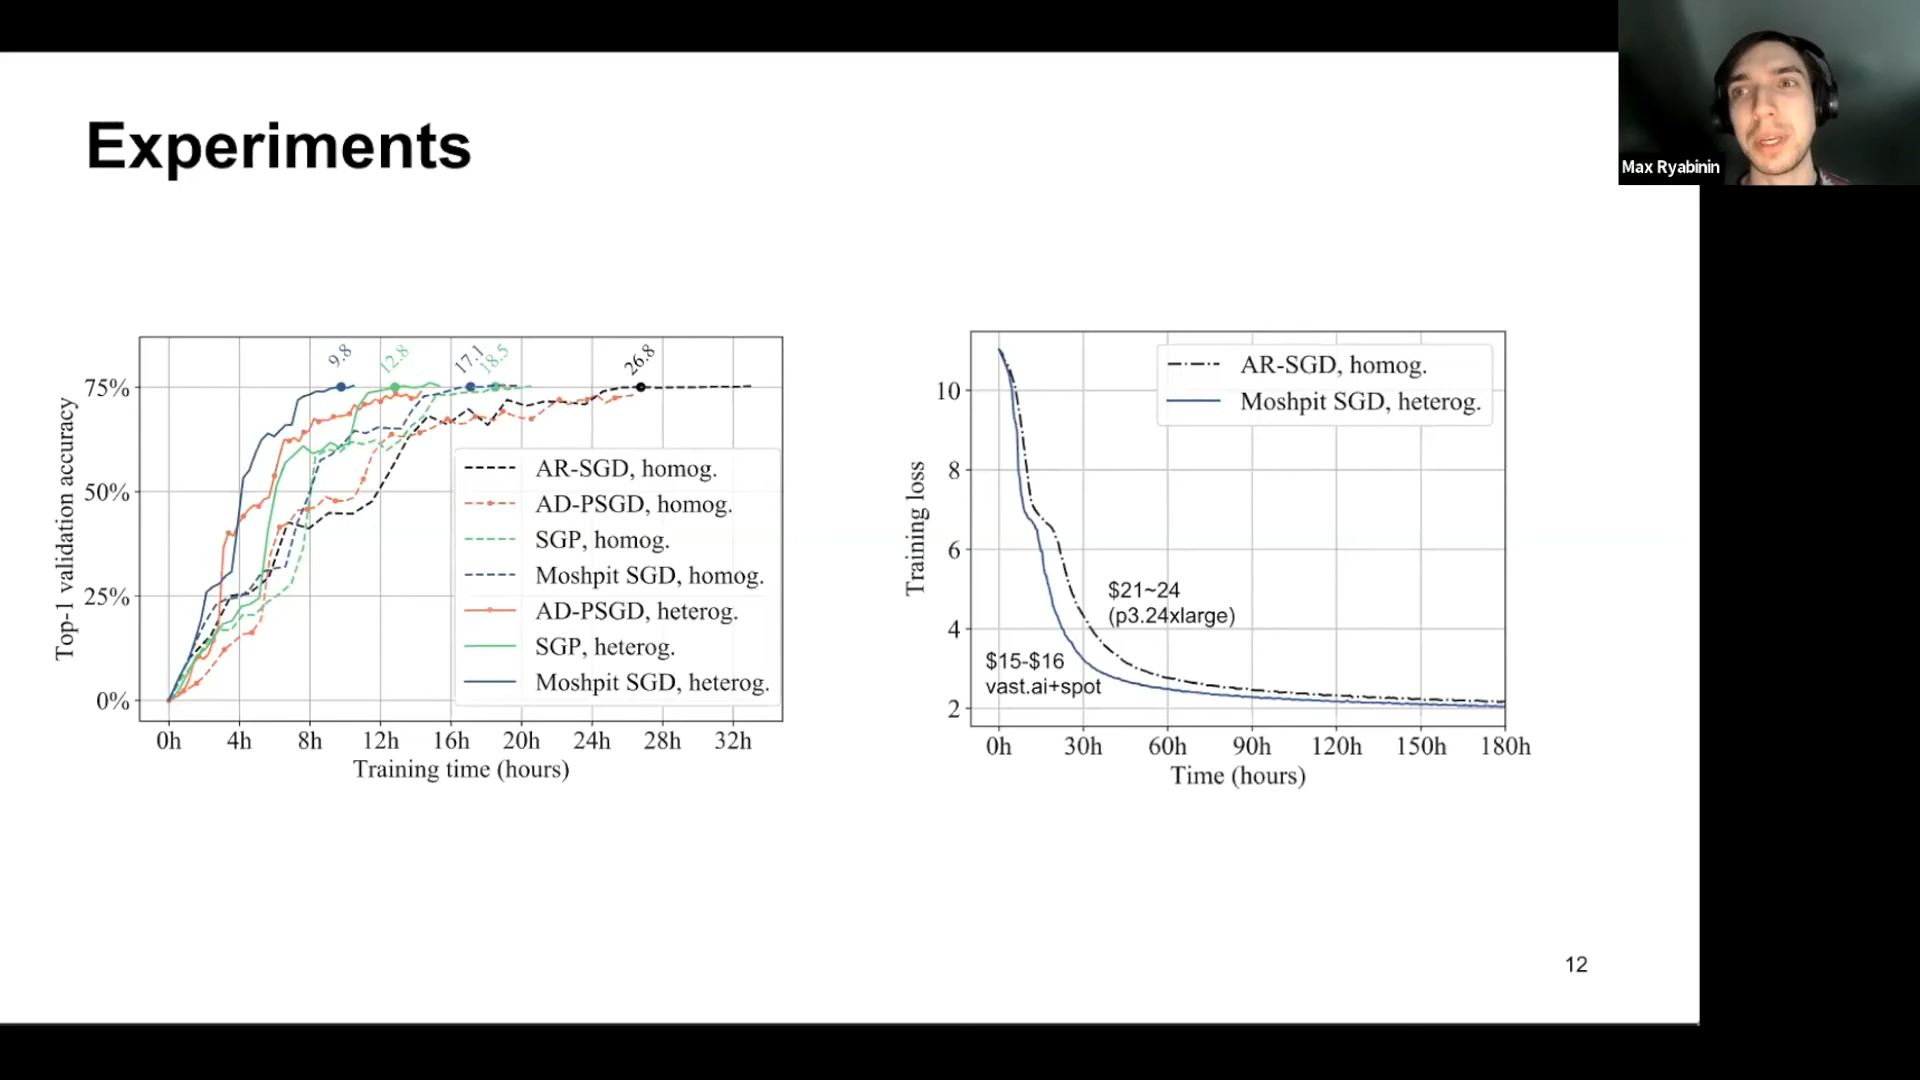 Experiments
Max Ryabinin
9.8
12.8
17.1
18.5
26.8
75%
50%
25%
0%
Top-1 validation accuracy
AR-SGD, homog.
AD-PSGD, homog.
SGP, homog.
Moshpit SGD, homog.
AD-PSGD, heterog.
SGP, heterog.
Moshpit SGD, heterog.
0h 4h 8h 12h 16h 20h 24h 28h 32h
Training time (hours)
AR-SGD, homog.
Moshpit SGD, heterog.
10
8
6
4
2
Training loss
$21~24
(p3.24xlarge)
$15-$16
vast.ai+spot
0h 30h 60h 90h 120h 150h 180h
Time (hours)
12